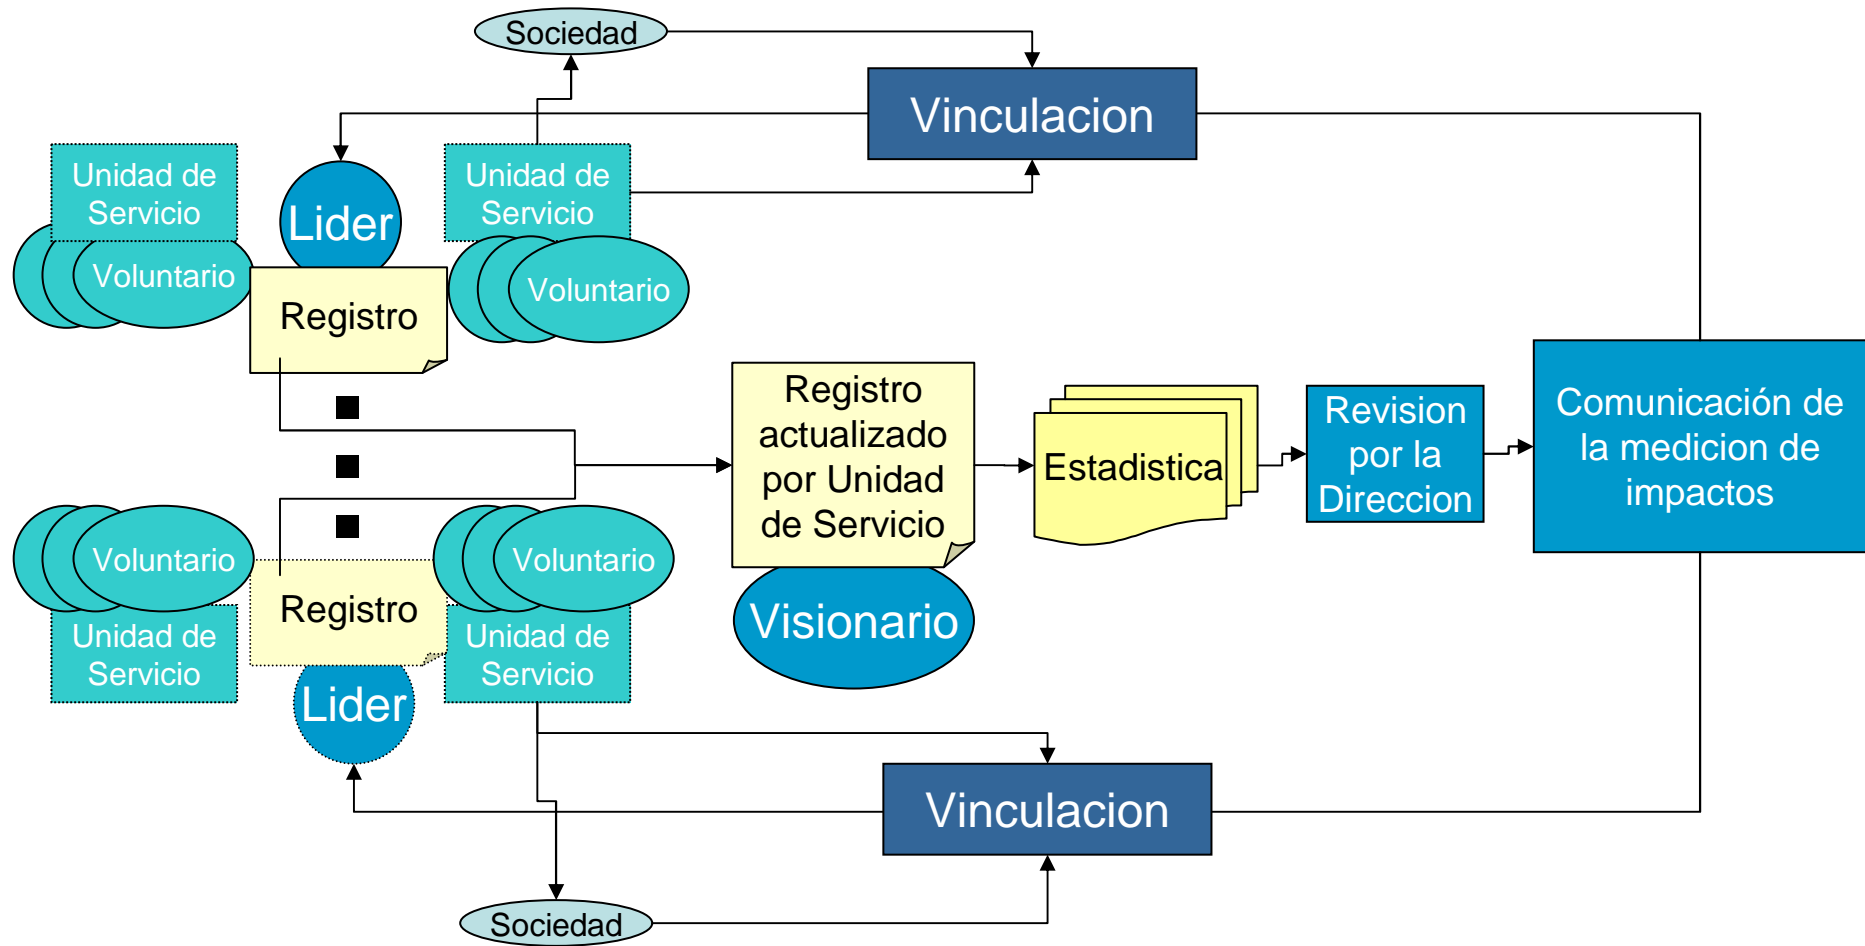 Sociedad
Vinculacion
Unidad de
Servicio
Lider
Unidad de
Servicio
Voluntario
Registro
Voluntario
Registro
actualizado
por Unidad
de Servicio
Estadistica
Revision
por la
Direccion
Comunicación de
la medicion de
impactos
Voluntario
Registro
Voluntario
Unidad de
Servicio
Lider
Unidad de
Servicio
Visionario
Vinculacion
Sociedad